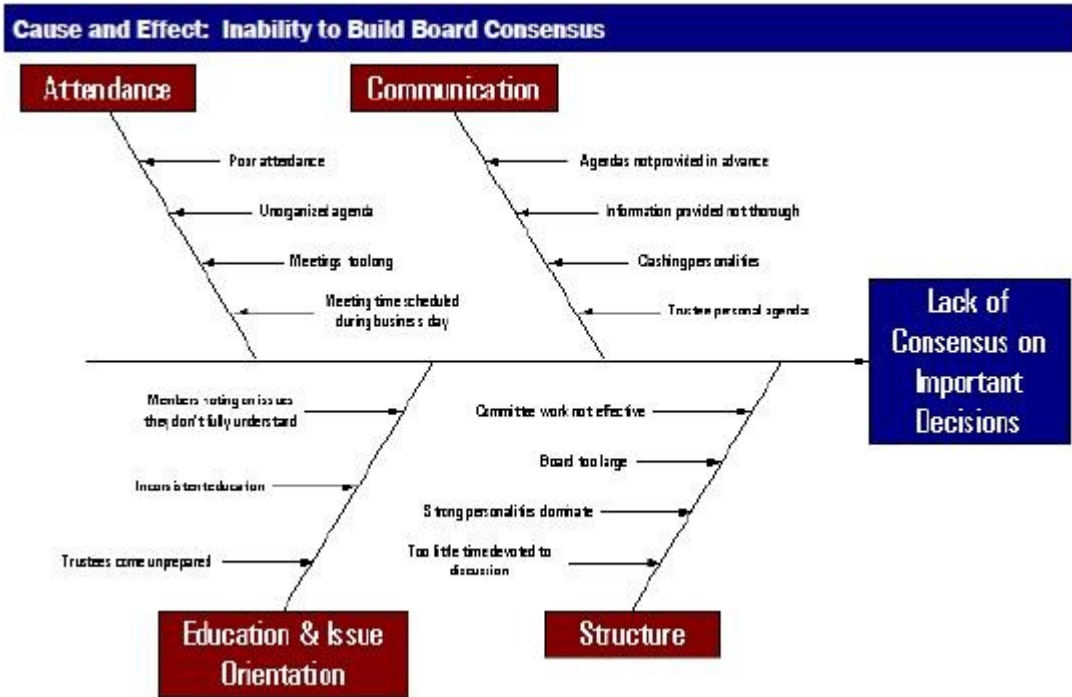 Cause and Effect: Inability to Build Board Consensus
Attendance
Communication
Poor attendance
Unorganized agenda
Meetings too long
Meeting time scheduled
during business day
Agendas not provided in advance
Information provided not thorough
Clashing personalities
Trustee personal agendas
Lack of
Consensus on
Important
Decisions
Members voting on issues
they don't fully understand
Inconsistent education
Trustees come unprepared
Committee work not effective
Board too large
Strong personalities dominate
Too little time devoted to
discussion
Education & Issue
Orientation
Structure